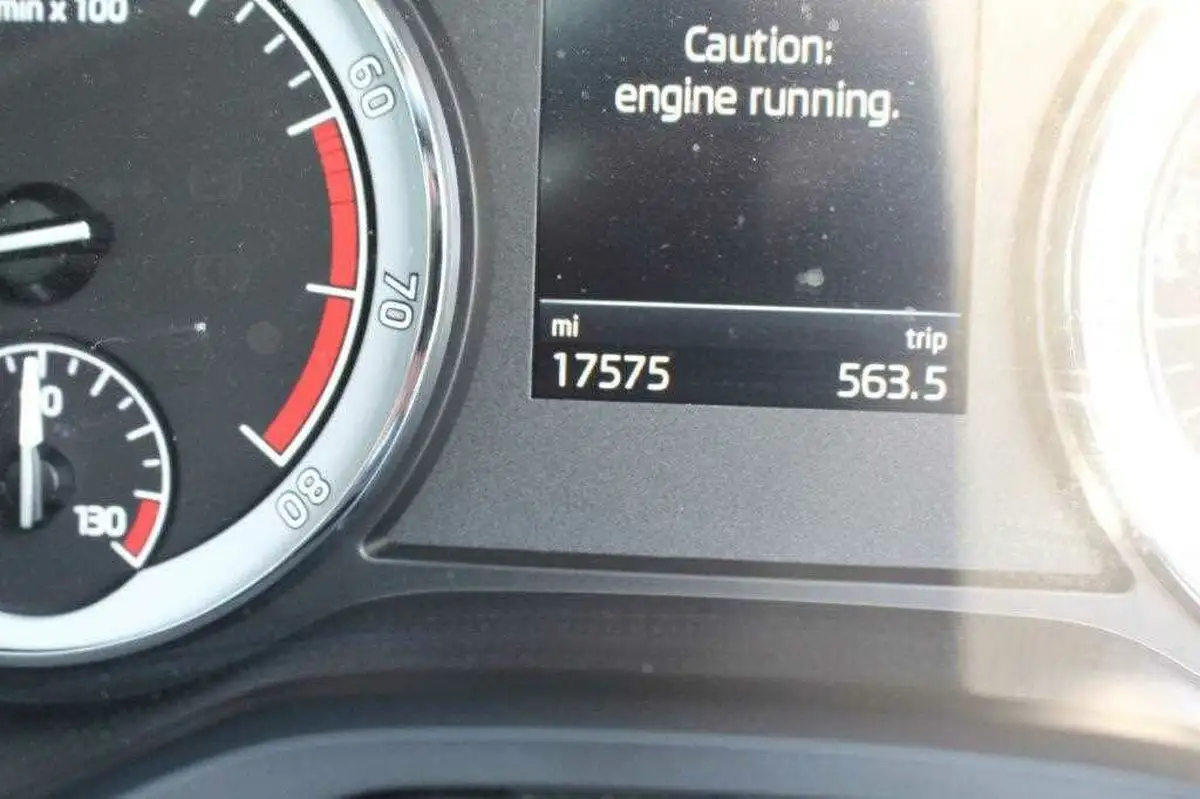 min x 100
60
70
80
130
Caution:
engine running.
mi trip
17575 563.5